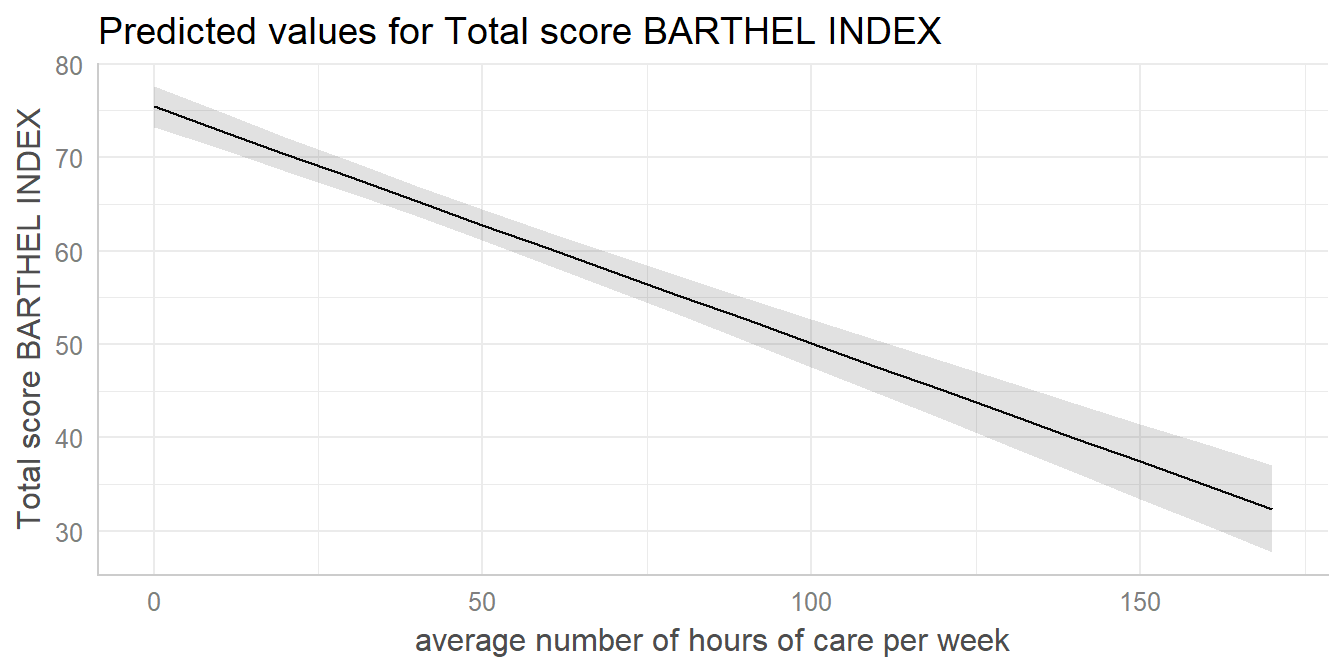 Predicted values for Total score BARTHEL INDEX
Total score BARTHEL INDEX
80
70
60
50
40
30
0 50 100 150
average number of hours of care per week